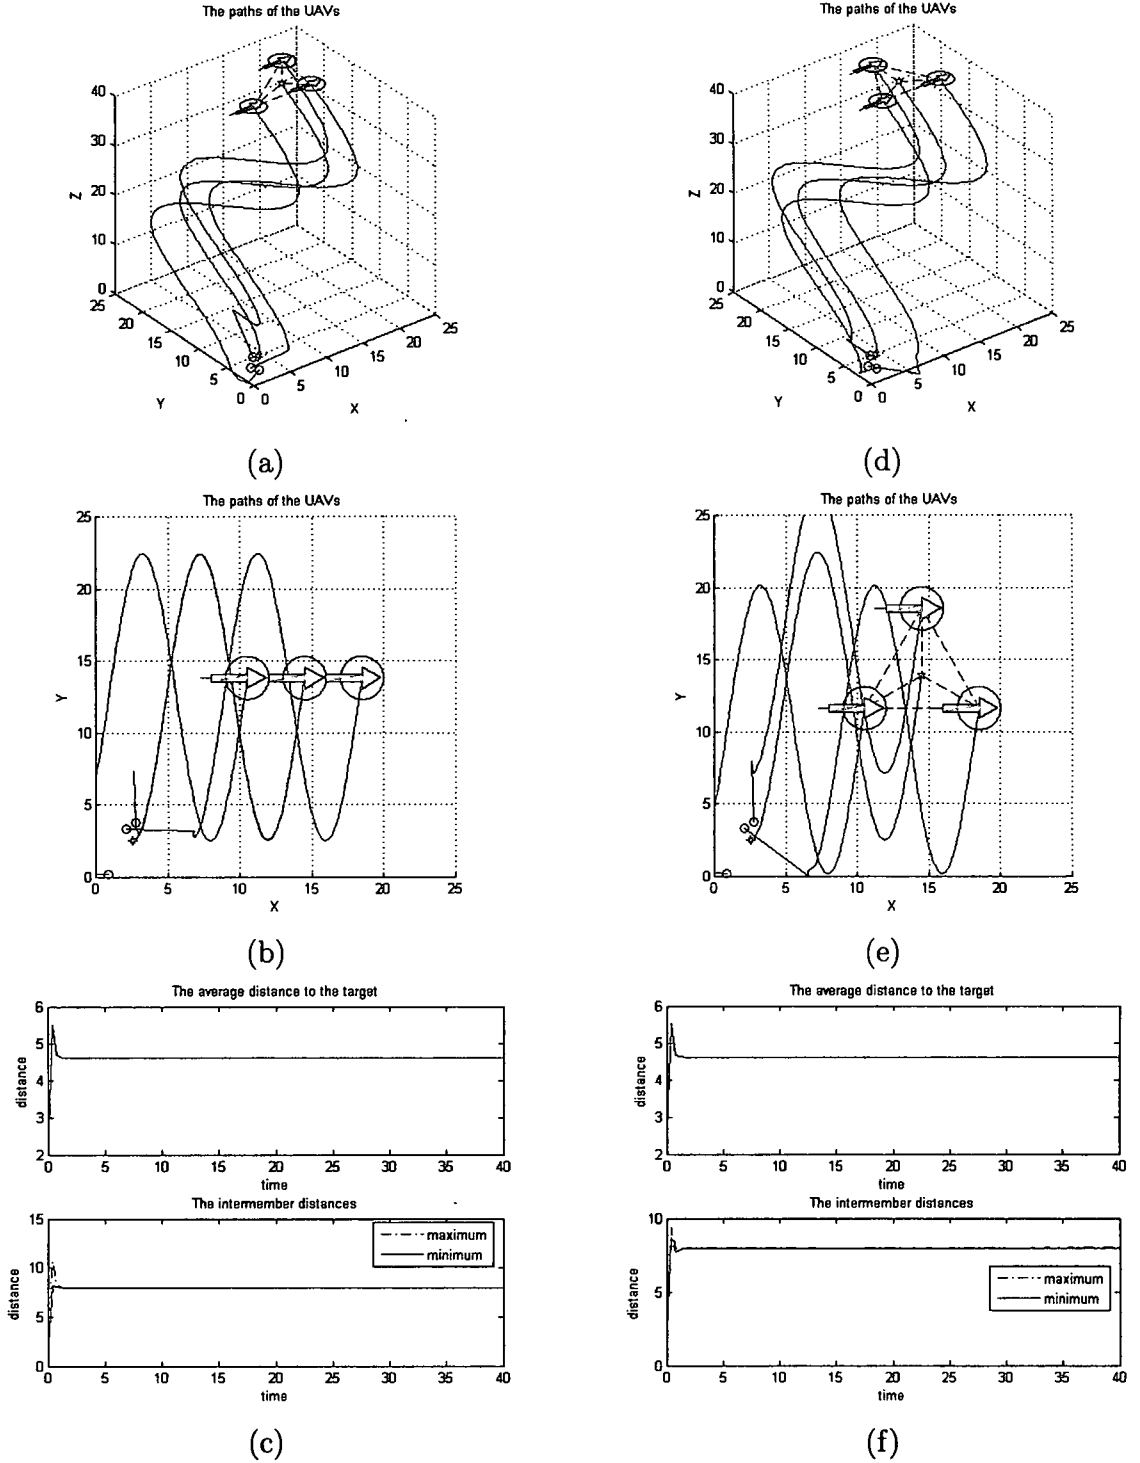 The paths of the UAVs
40
30
20
10
0
Z
25
20
15
10
5
0
Y
0
5
10
15
20
25
X
(a)
The paths of the UAVs
40
30
20
10
0
Z
25
20
15
10
5
0
Y
0
5
10
15
20
25
X
(d)
The paths of the UAVs
25
20
15
10
5
0
Y
0
5
10
15
20
25
X
(b)
The paths of the UAVs
25
20
15
10
5
0
Y
0
5
10
15
20
25
X
(e)
The average distance to the target
6
5
4
3
2
distance
0 5 10 15 20 25 30 35 40
time
The intermember distances
15
10
5
0
distance
maximum
minimum
0 5 10 15 20 25 30 35 40
time
(c)
The average distance to the target
6
5
4
3
2
distance
0 5 10 15 20 25 30 35 40
time
The intermember distances
10
5
0
distance
maximum
minimum
0 5 10 15 20 25 30 35 40
time
(f)